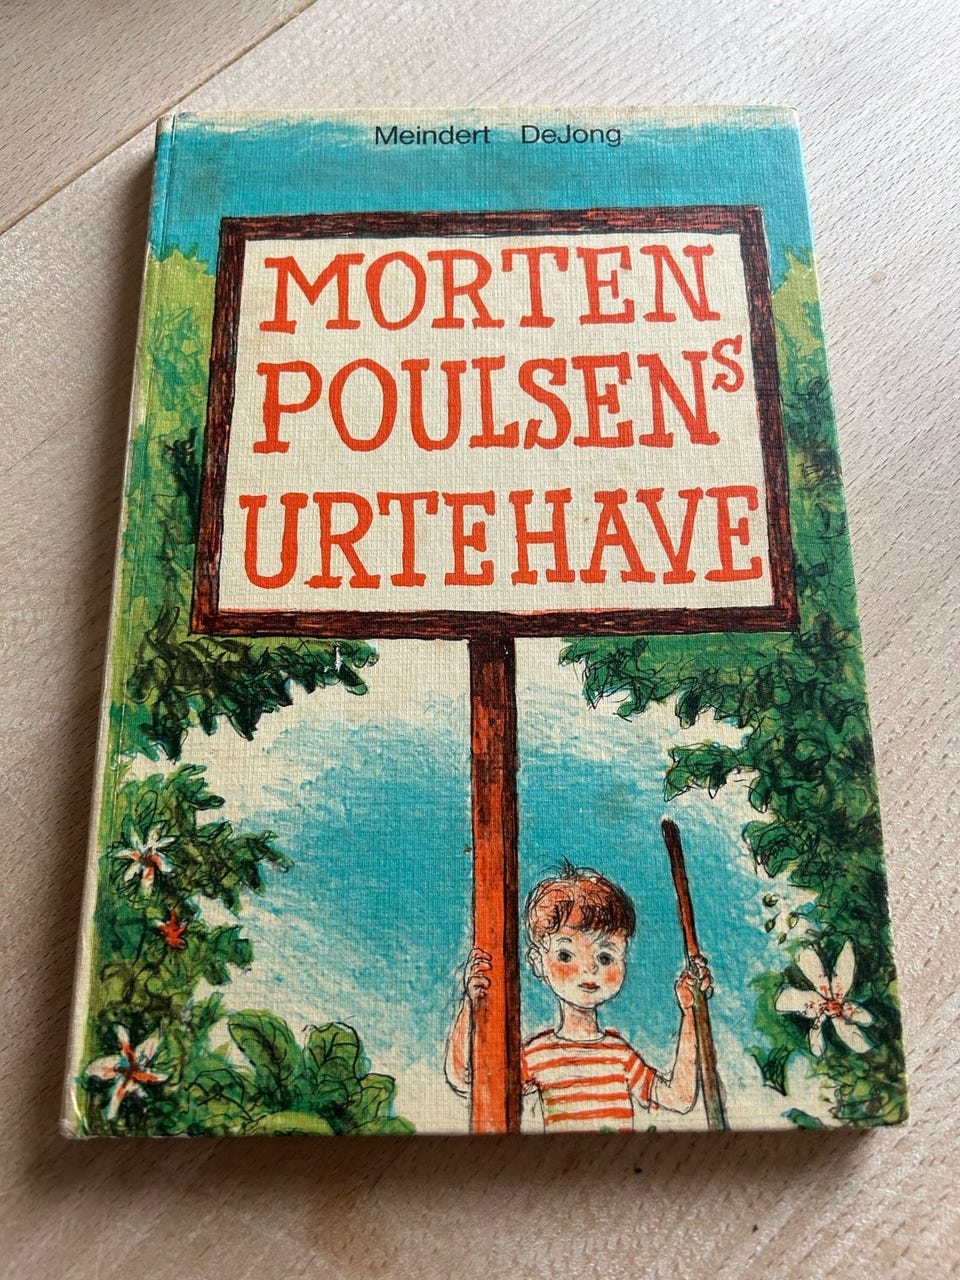 Meindert DeJong
MORTEN
POULSENS
URTEHAVE